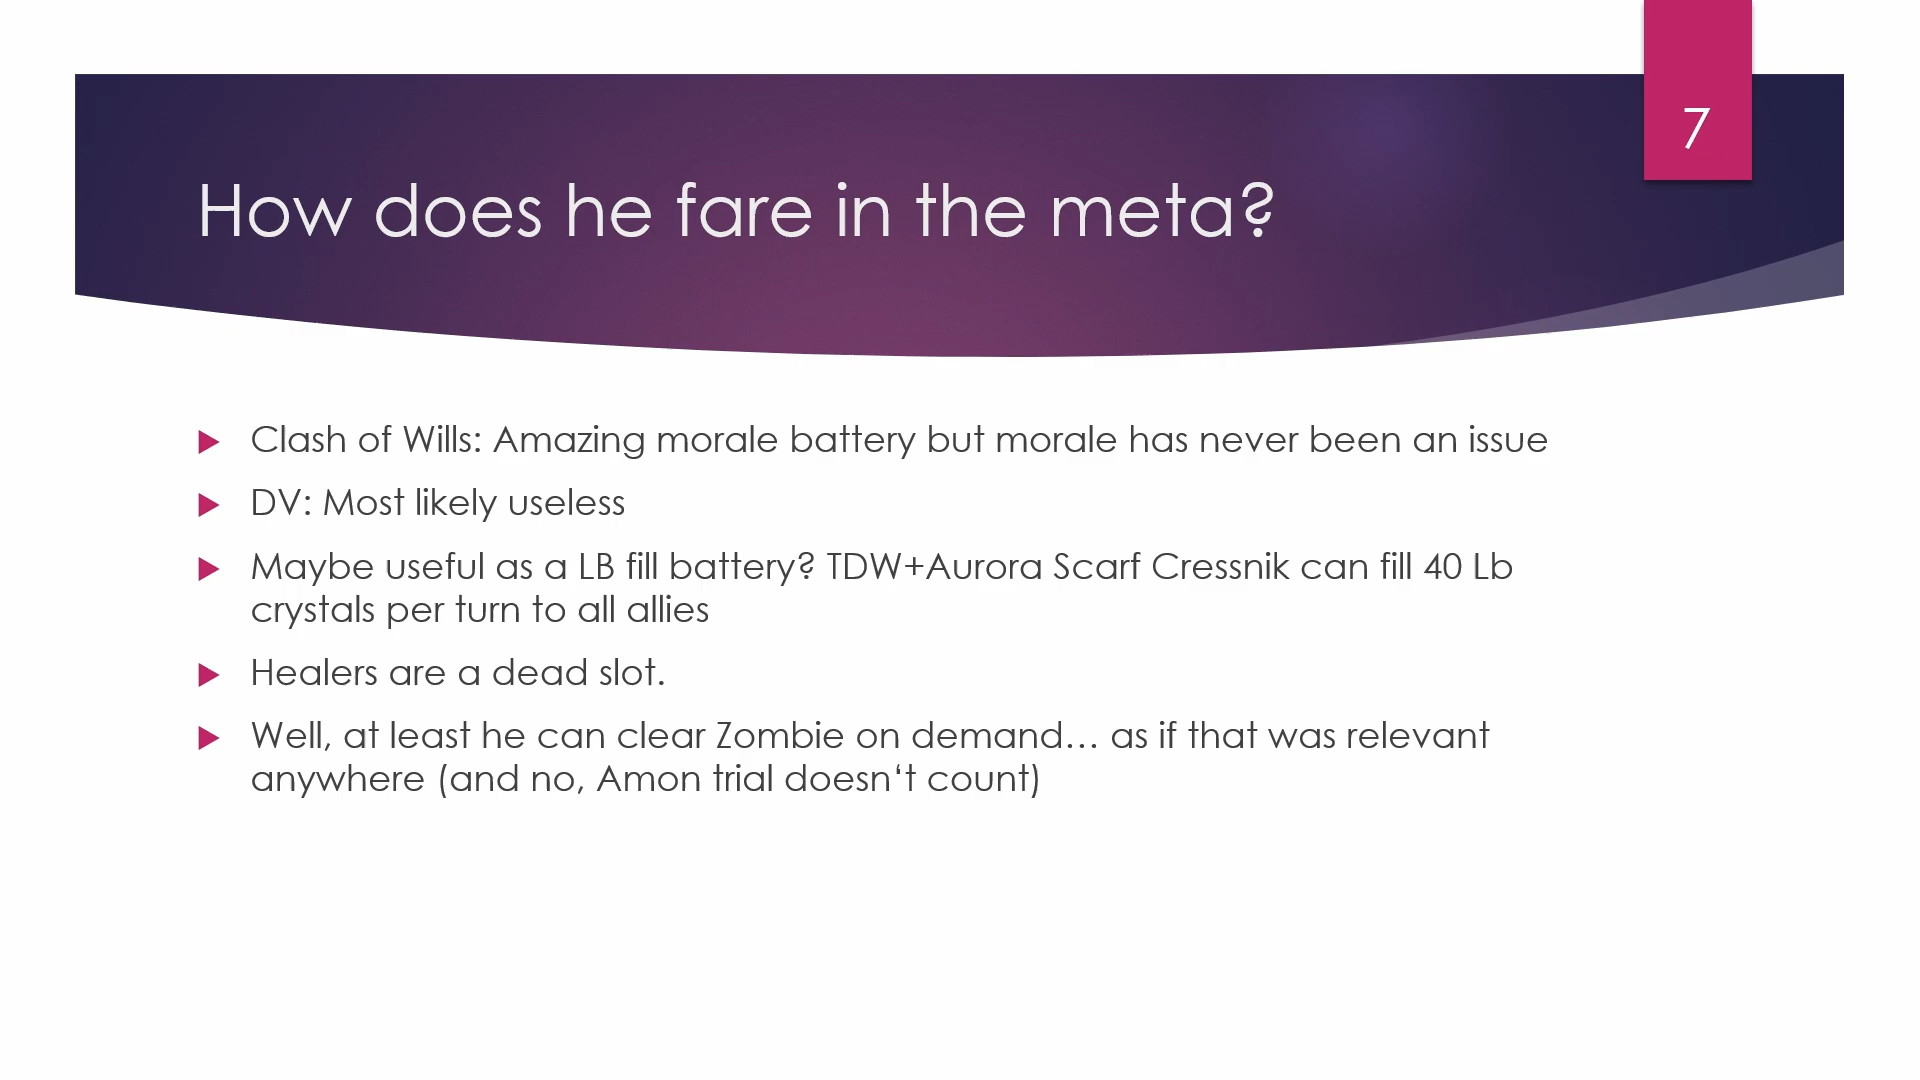 7
How does he fare in the meta?
Clash of Wills: Amazing morale battery but morale has never been an issue
DV: Most likely useless
Maybe useful as a LB fill battery? TDW+Aurora Scarf Cressnik can fill 40 Lb
crystals per turn to all allies
Healers are a dead slot.
Well, at least he can clear Zombie on demand… as if that was relevant
anywhere (and no, Amon trial doesn‘t count)